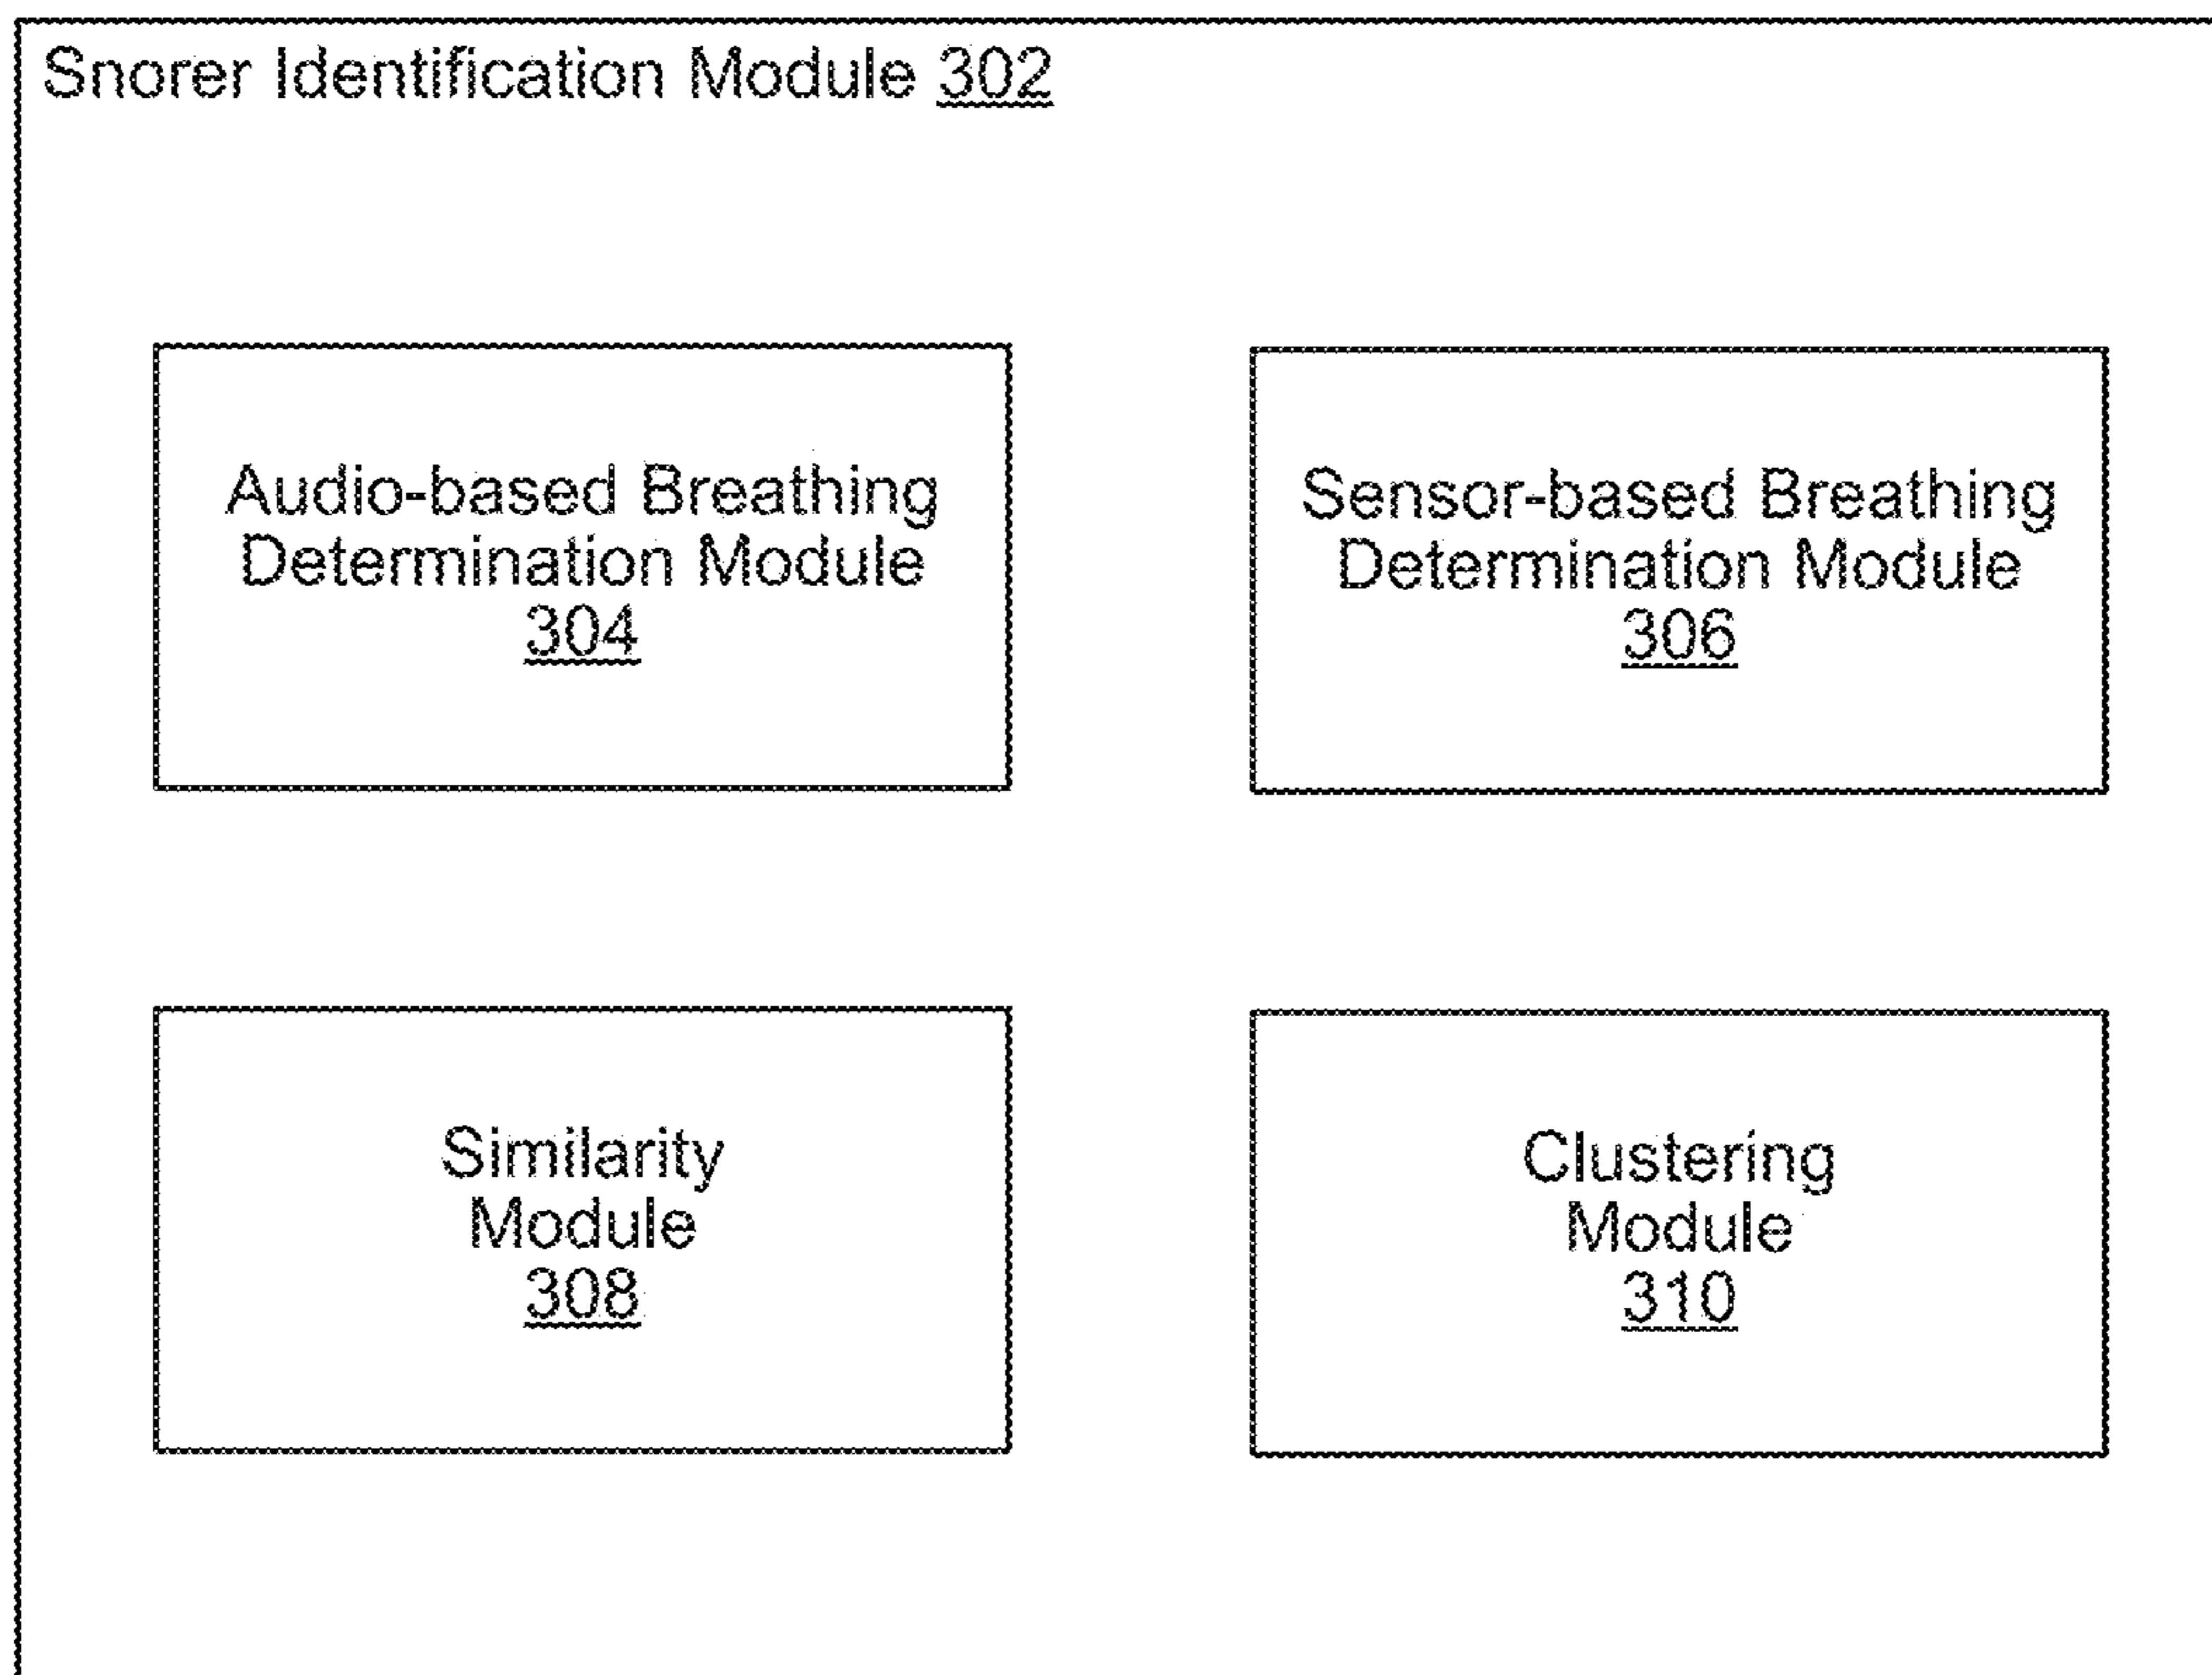 Snorer Identification Module 302
Audio-based Breathing
Determination Module
304
Sensor-based Breathing
Determination Module
306
Similarity
Module
308
Clustering
Module
310